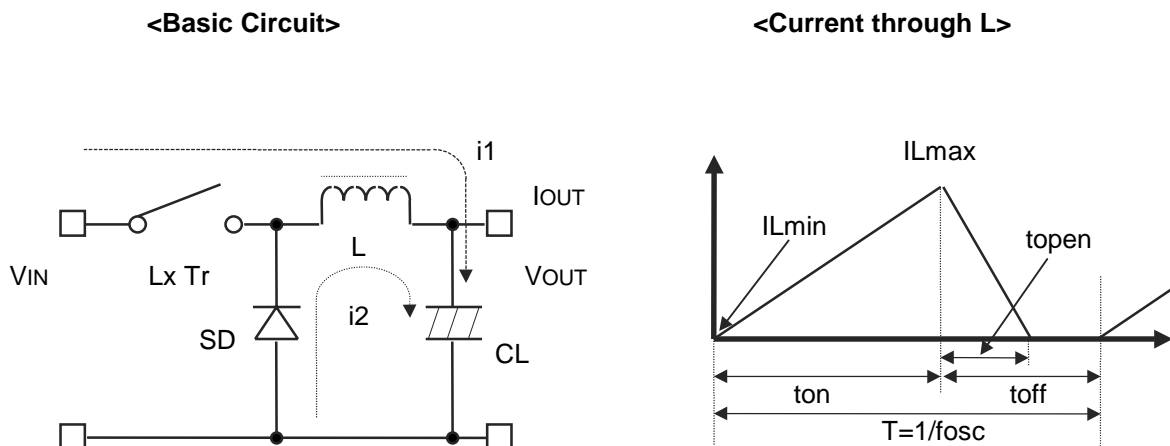 <Basic Circuit>
<Current through L>
i1
IOUT
VIN
Lx Tr
L
VOUT
SD
i2
CL
ILmax
ILmin
topen
ton
toff
T=1/fosc